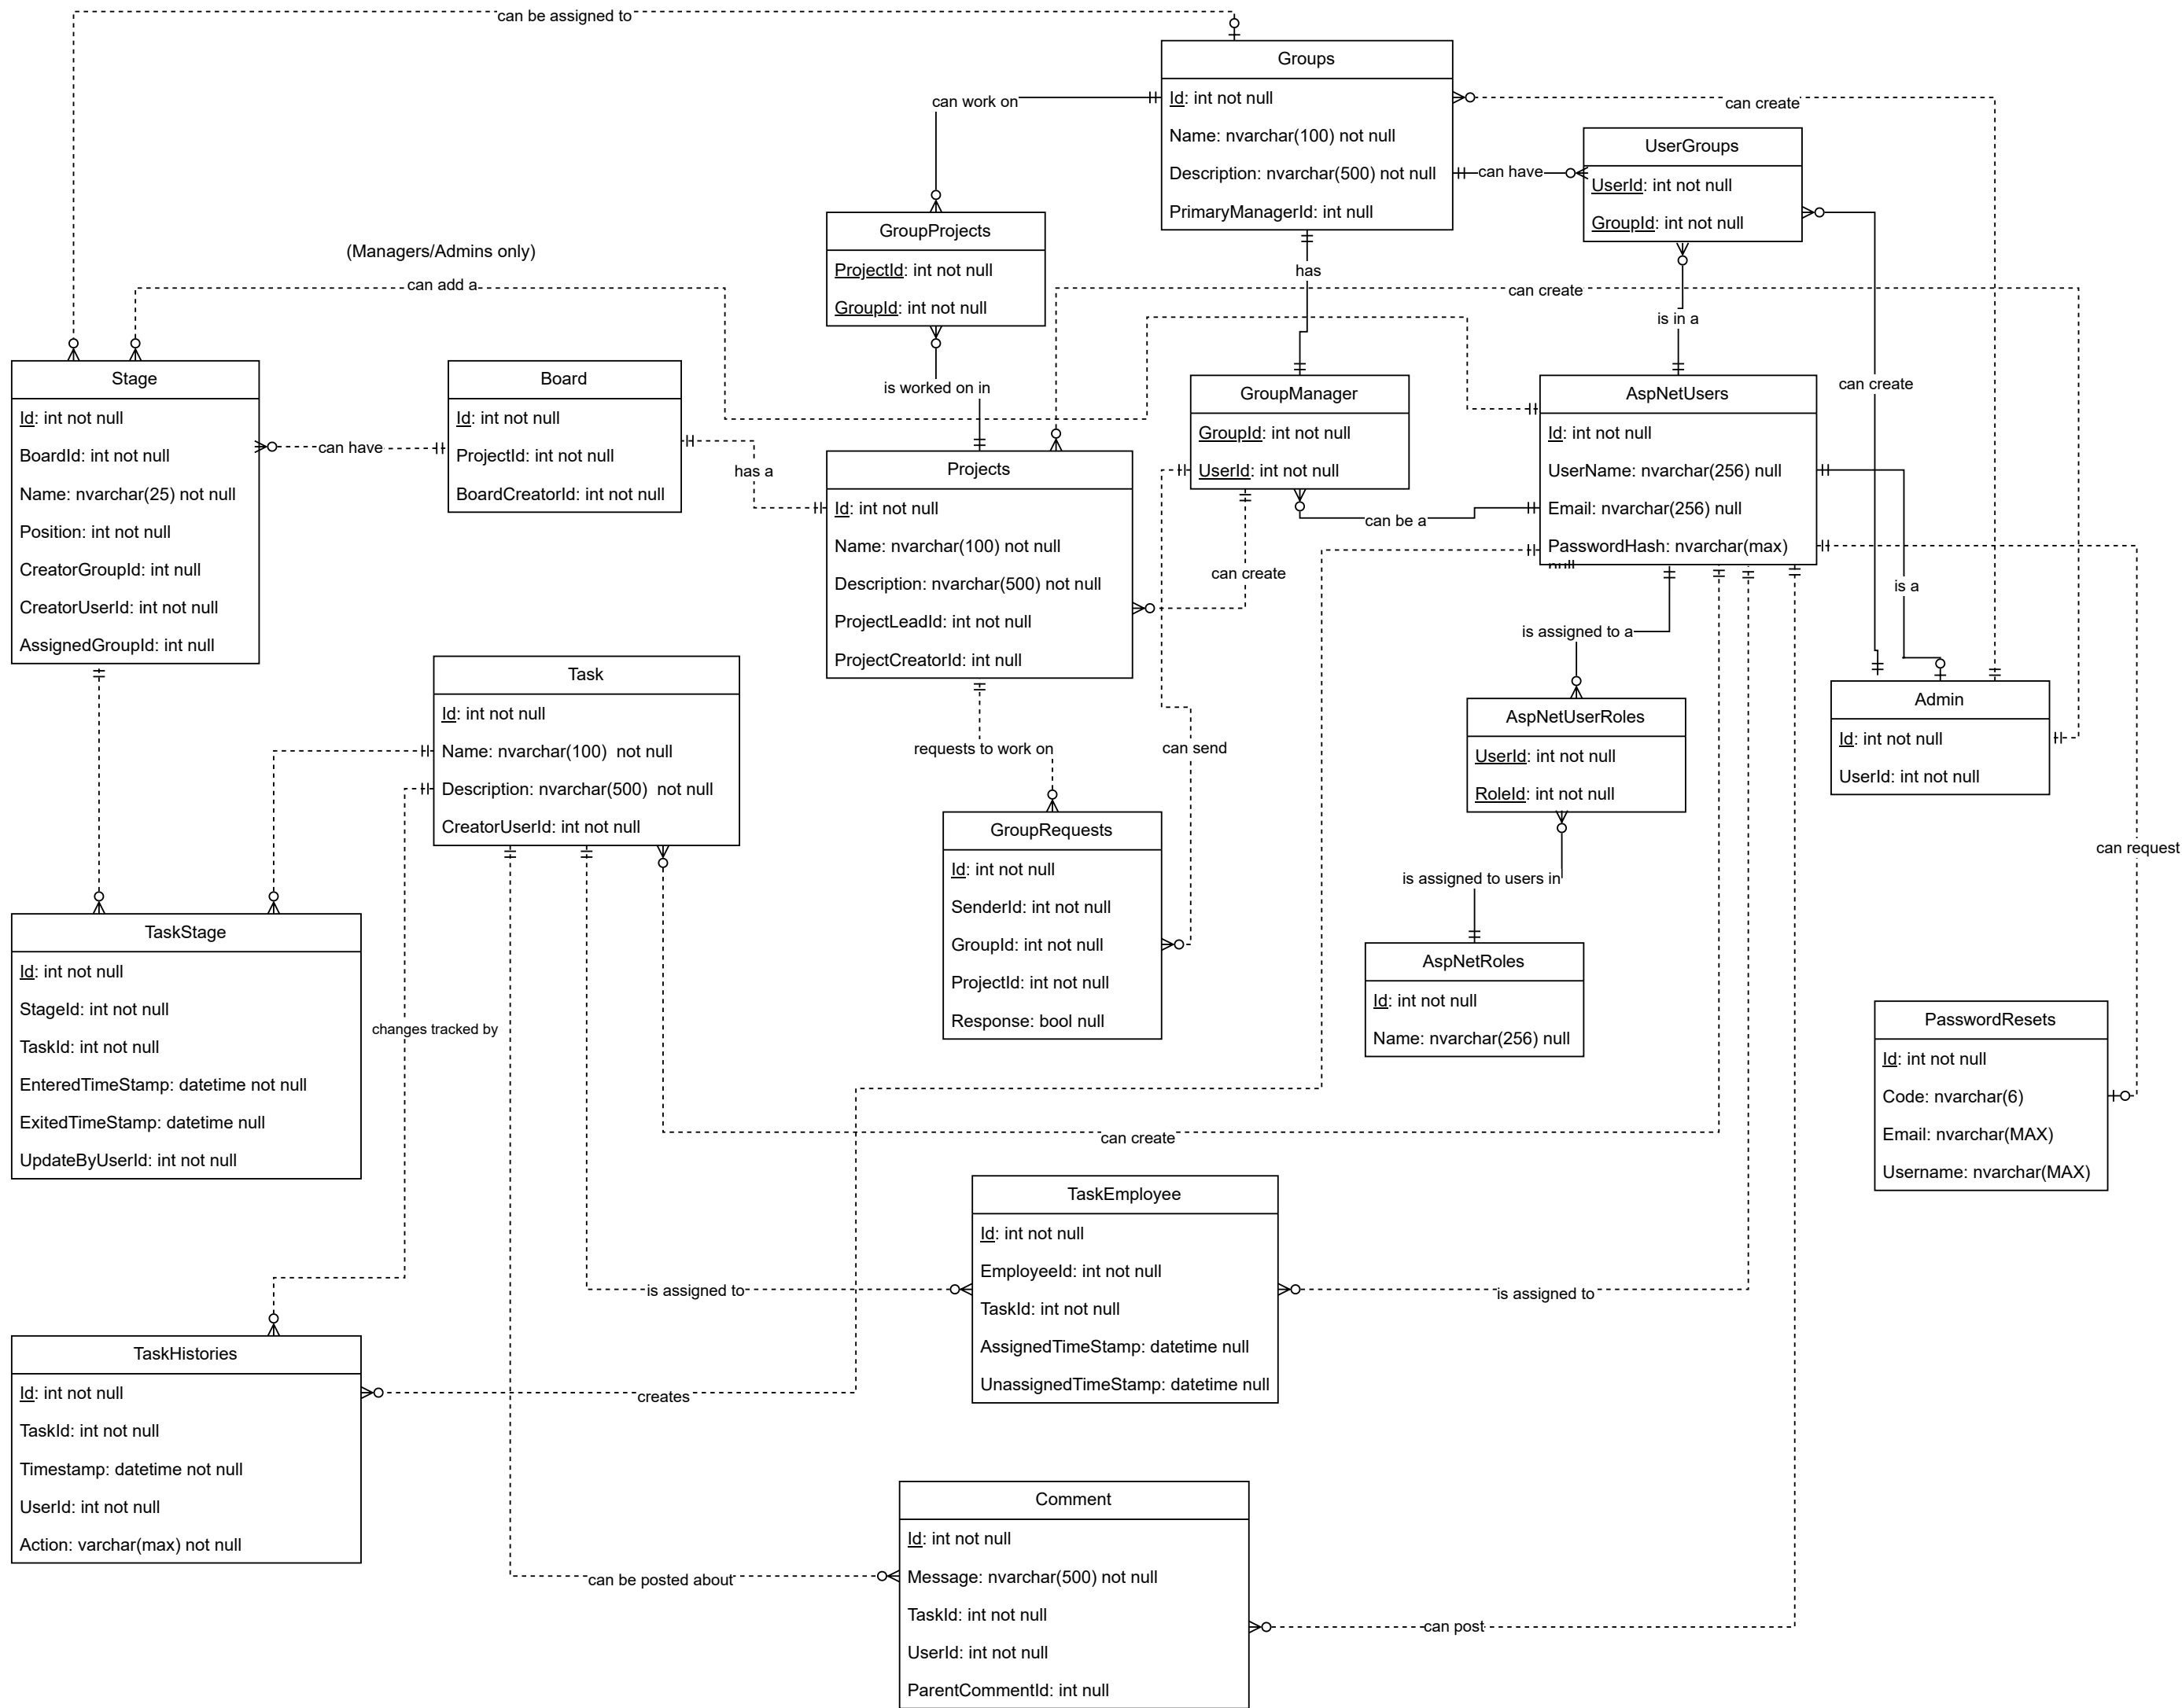 can be assigned to
Groups
Id: int not null
Name: nvarchar(100) not null
Description: nvarchar(500) not null
PrimaryManagerId: int null
can work on
can create
can have
UserGroups
UserId: int not null
GroupId: int not null
GroupProjects
ProjectId: int not null
GroupId: int not null
(Managers/Admins only)
can add a
has
can create
is in a
is worked on in
can create
Stage
Id: int not null
BoardId: int not null
Name: nvarchar(25) not null
Position: int null
CreatorGroupId: int null
CreatorUserId: int not null
AssignedGroupId: int null
can have
Board
Id: int not null
ProjectId: int not null
BoardCreatorId: int not null
has a
Projects
Id: int not null
Name: nvarchar(100) not null
Description: nvarchar(500) not null
ProjectLeadId: int null
ProjectCreatorId: int null
GroupManager
GroupId: int not null
UserId: int not null
can be a
can create
AspNetUsers
Id: int not null
UserName: nvarchar(256) null
Email: nvarchar(256) null
PasswordHash: nvarchar(max)
null
is a
is assigned to a
Task
Id: int not null
Name: nvarchar(100)  not null
Description: nvarchar(500)  not null
CreatorUserId: int not null
requests to work on
can send
AspNetUserRoles
UserId: int not null
RoleId: int not null
Admin
Id: int not null
UserId: int not null
can request
GroupRequests
Id: int not null
SenderId: int not null
GroupId: int not null
ProjectId: int not null
Response: bool null
is assigned to users in
AspNetRoles
Id: int not null
Name: nvarchar(256) null
TaskStage
Id: int not null
StageId: int not null
TaskId: int not null
EnteredTimeStamp: datetime not null
ExitedTimeStamp: datetime null
UpdateByUserId: int not null
changes tracked by
PasswordResets
Id: int not null
Code: nvarchar(6)
Email: nvarchar(MAX)
Username: nvarchar(MAX)
can create
TaskEmployee
Id: int not null
EmployeeId: int not null
TaskId: int not null
AssignedTimeStamp: datetime null
UnassignedTimeStamp: datetime null
is assigned to
is assigned to
TaskHistories
Id: int not null
TaskId: int not null
Timestamp: datetime not null
UserId: int not null
Action: varchar(max) not null
creates
Comment
Id: int not null
Message: nvarchar(500) not null
TaskId: int not null
UserId: int not null
ParentCommentId: int null
can be posted about
can post